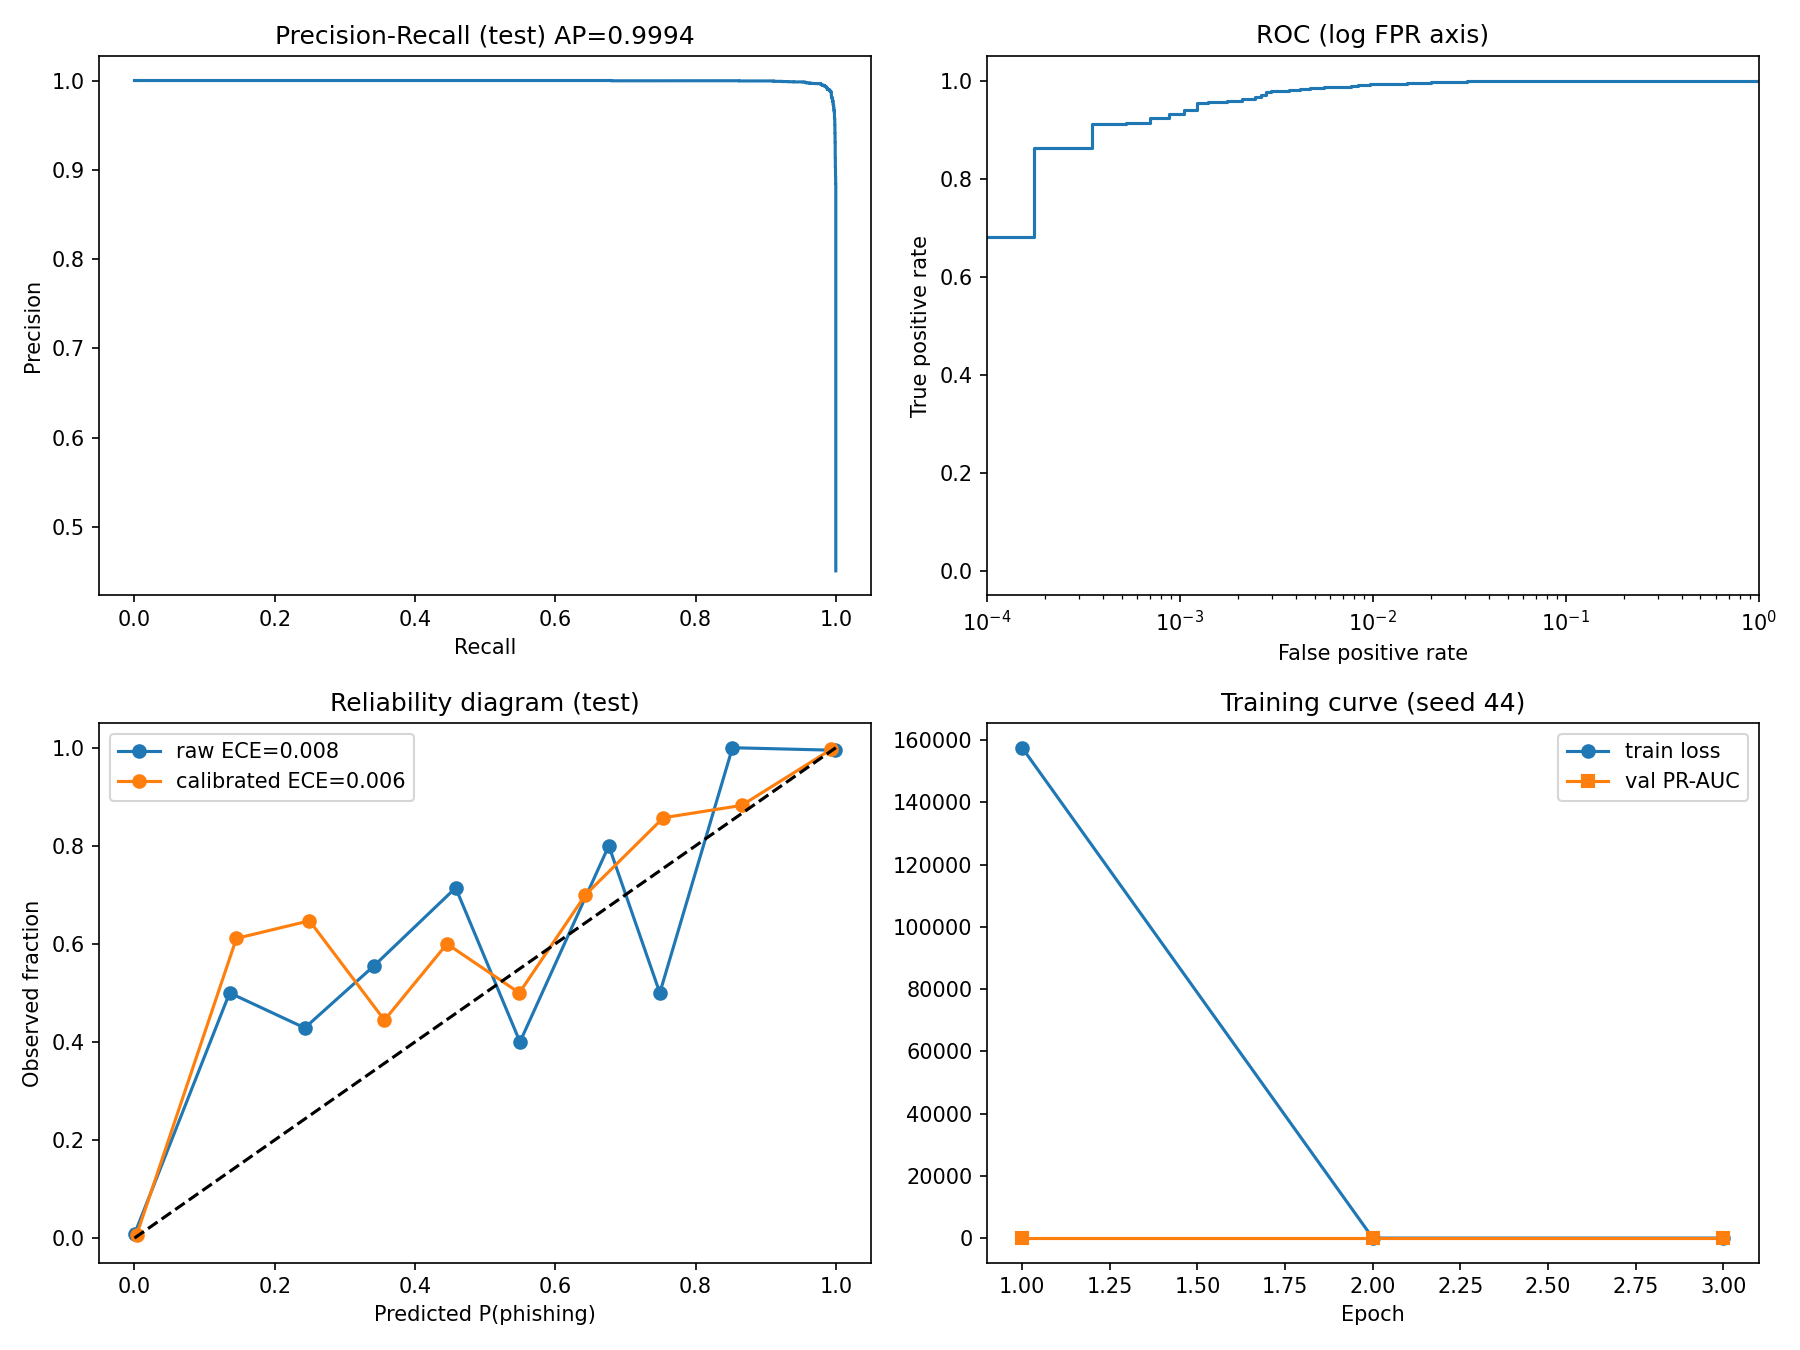 Precision-Recall (test) AP=0.9994
1.0
0.9
0.8
0.7
0.6
0.5
Precision
0.0 0.2 0.4 0.6 0.8 1.0
Recall
ROC (log FPR axis)
1.0
0.8
0.6
0.4
0.2
0.0
True positive rate
10⁻⁴ 10⁻³ 10⁻² 10⁻¹ 10⁰
False positive rate
Reliability diagram (test)
raw ECE=0.008
calibrated ECE=0.006
1.0
0.8
0.6
0.4
0.2
0.0
Observed fraction
0.0 0.2 0.4 0.6 0.8 1.0
Predicted P(phishing)
Training curve (seed 44)
train loss
val PR-AUC
160000
140000
120000
100000
80000
60000
40000
20000
0
1.00 1.25 1.50 1.75 2.00 2.25 2.50 2.75 3.00
Epoch